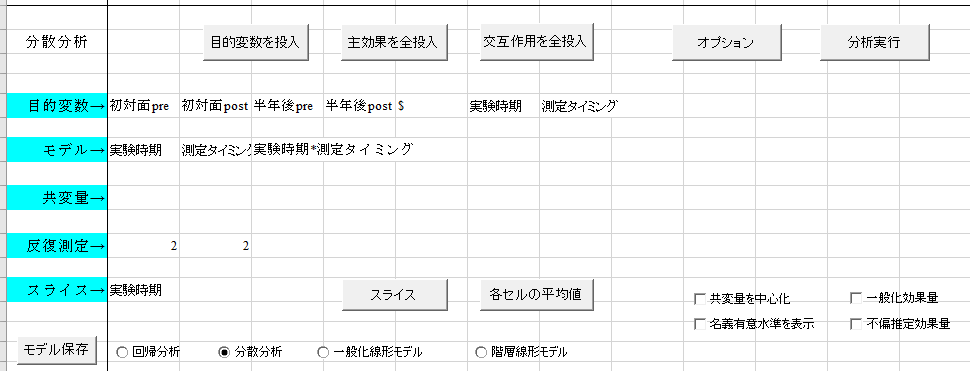 分散分析 目的変数を投入 主効果を全投入 交互作用を全投入 オプション 分析実行
目的変数→ 初対面pre 初対面post 半年後pre 半年後post $ 実験時期 測定タイミング
モデル→ 実験時期 測定タイミング 実験時期*測定タイミング
共変量→
反復測定→ 2 2
スライス→ 実験時期 スライス 各セルの平均値
共変量を中心化 一般化効果量
名義有意水準を表示 不偏推定効果量
モデル保存 回帰分析 分散分析 一般化線形モデル 階層線形モデル